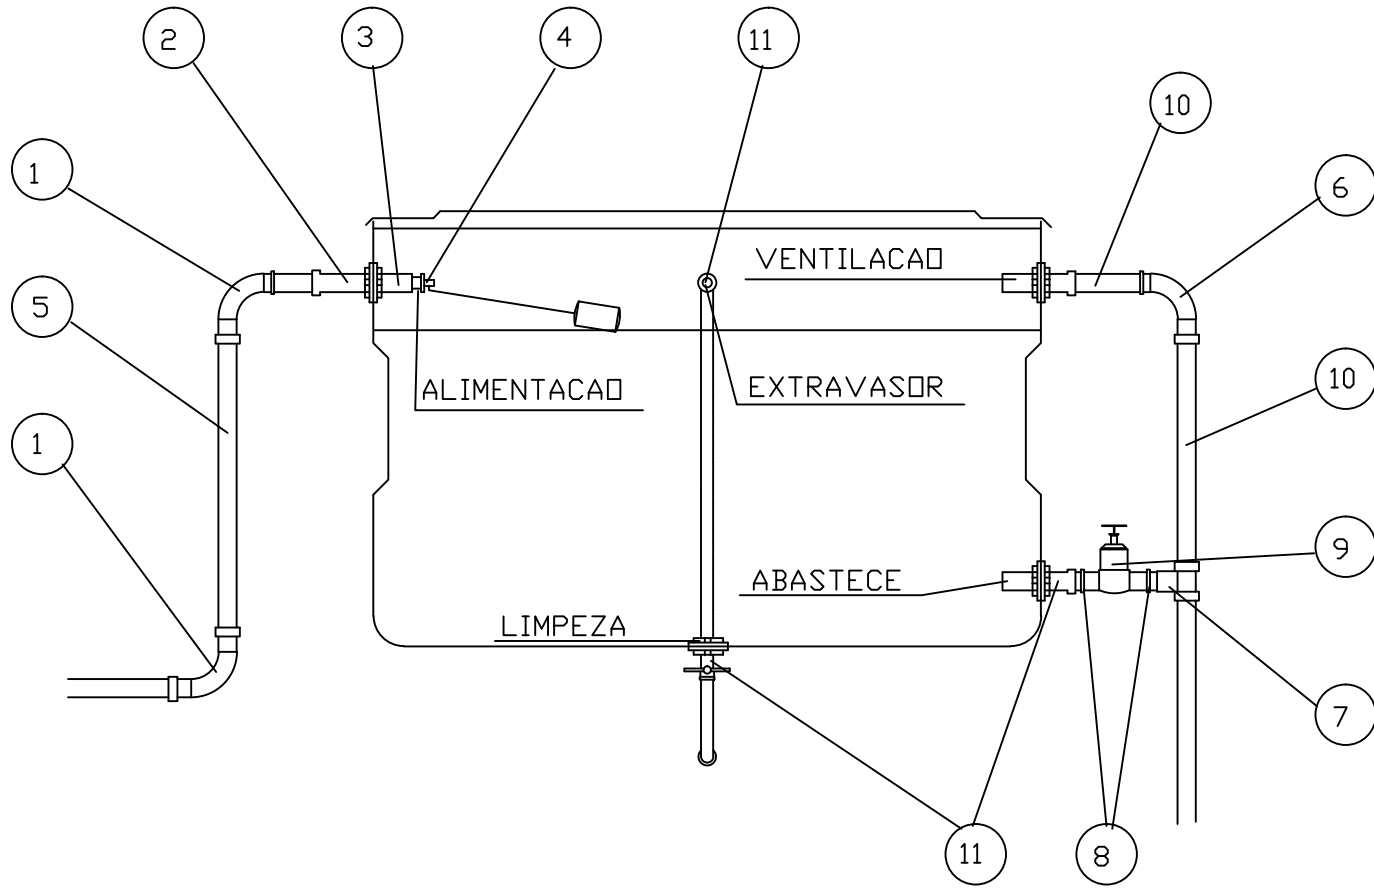 2
3
4
11
10
1
6
VENTILACAO
5
ALIMENTACAO
EXTRAVASOR
10
1
9
ABASTECE
LIMPEZA
7
11
8